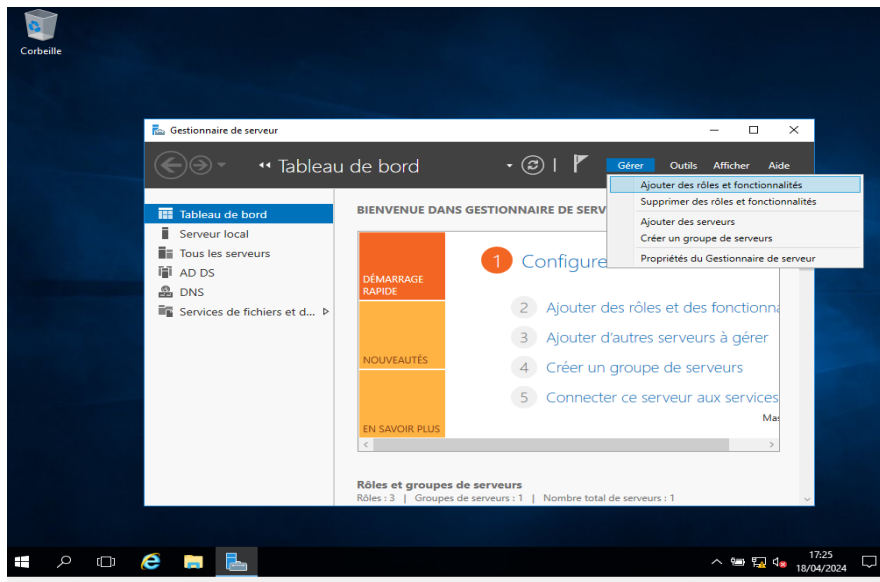 Corbeille
Gestionnaire de serveur
Tableau de bord
Gérer Outils Afficher Aide
Ajouter des rôles et fonctionnalités
Supprimer des rôles et fonctionnalités
Ajouter des serveurs
Créer un groupe de serveurs
Propriétés du Gestionnaire de serveur
Tableau de bord
Serveur local
Tous les serveurs
AD DS
DNS
Services de fichiers et d...
BIENVENUE DANS GESTIONNAIRE DE SERV
DÉMARRAGE
RAPIDE
NOUVEAUTÉS
EN SAVOIR PLUS
1 Configure
2 Ajouter des rôles et des fonctionna
3 Ajouter d'autres serveurs à gérer
4 Créer un groupe de serveurs
5 Connecter ce serveur aux services
Mas
Rôles et groupes de serveurs
Rôles : 3 | Groupes de serveurs : 1 | Nombre total de serveurs : 1
17:25
18/04/2024